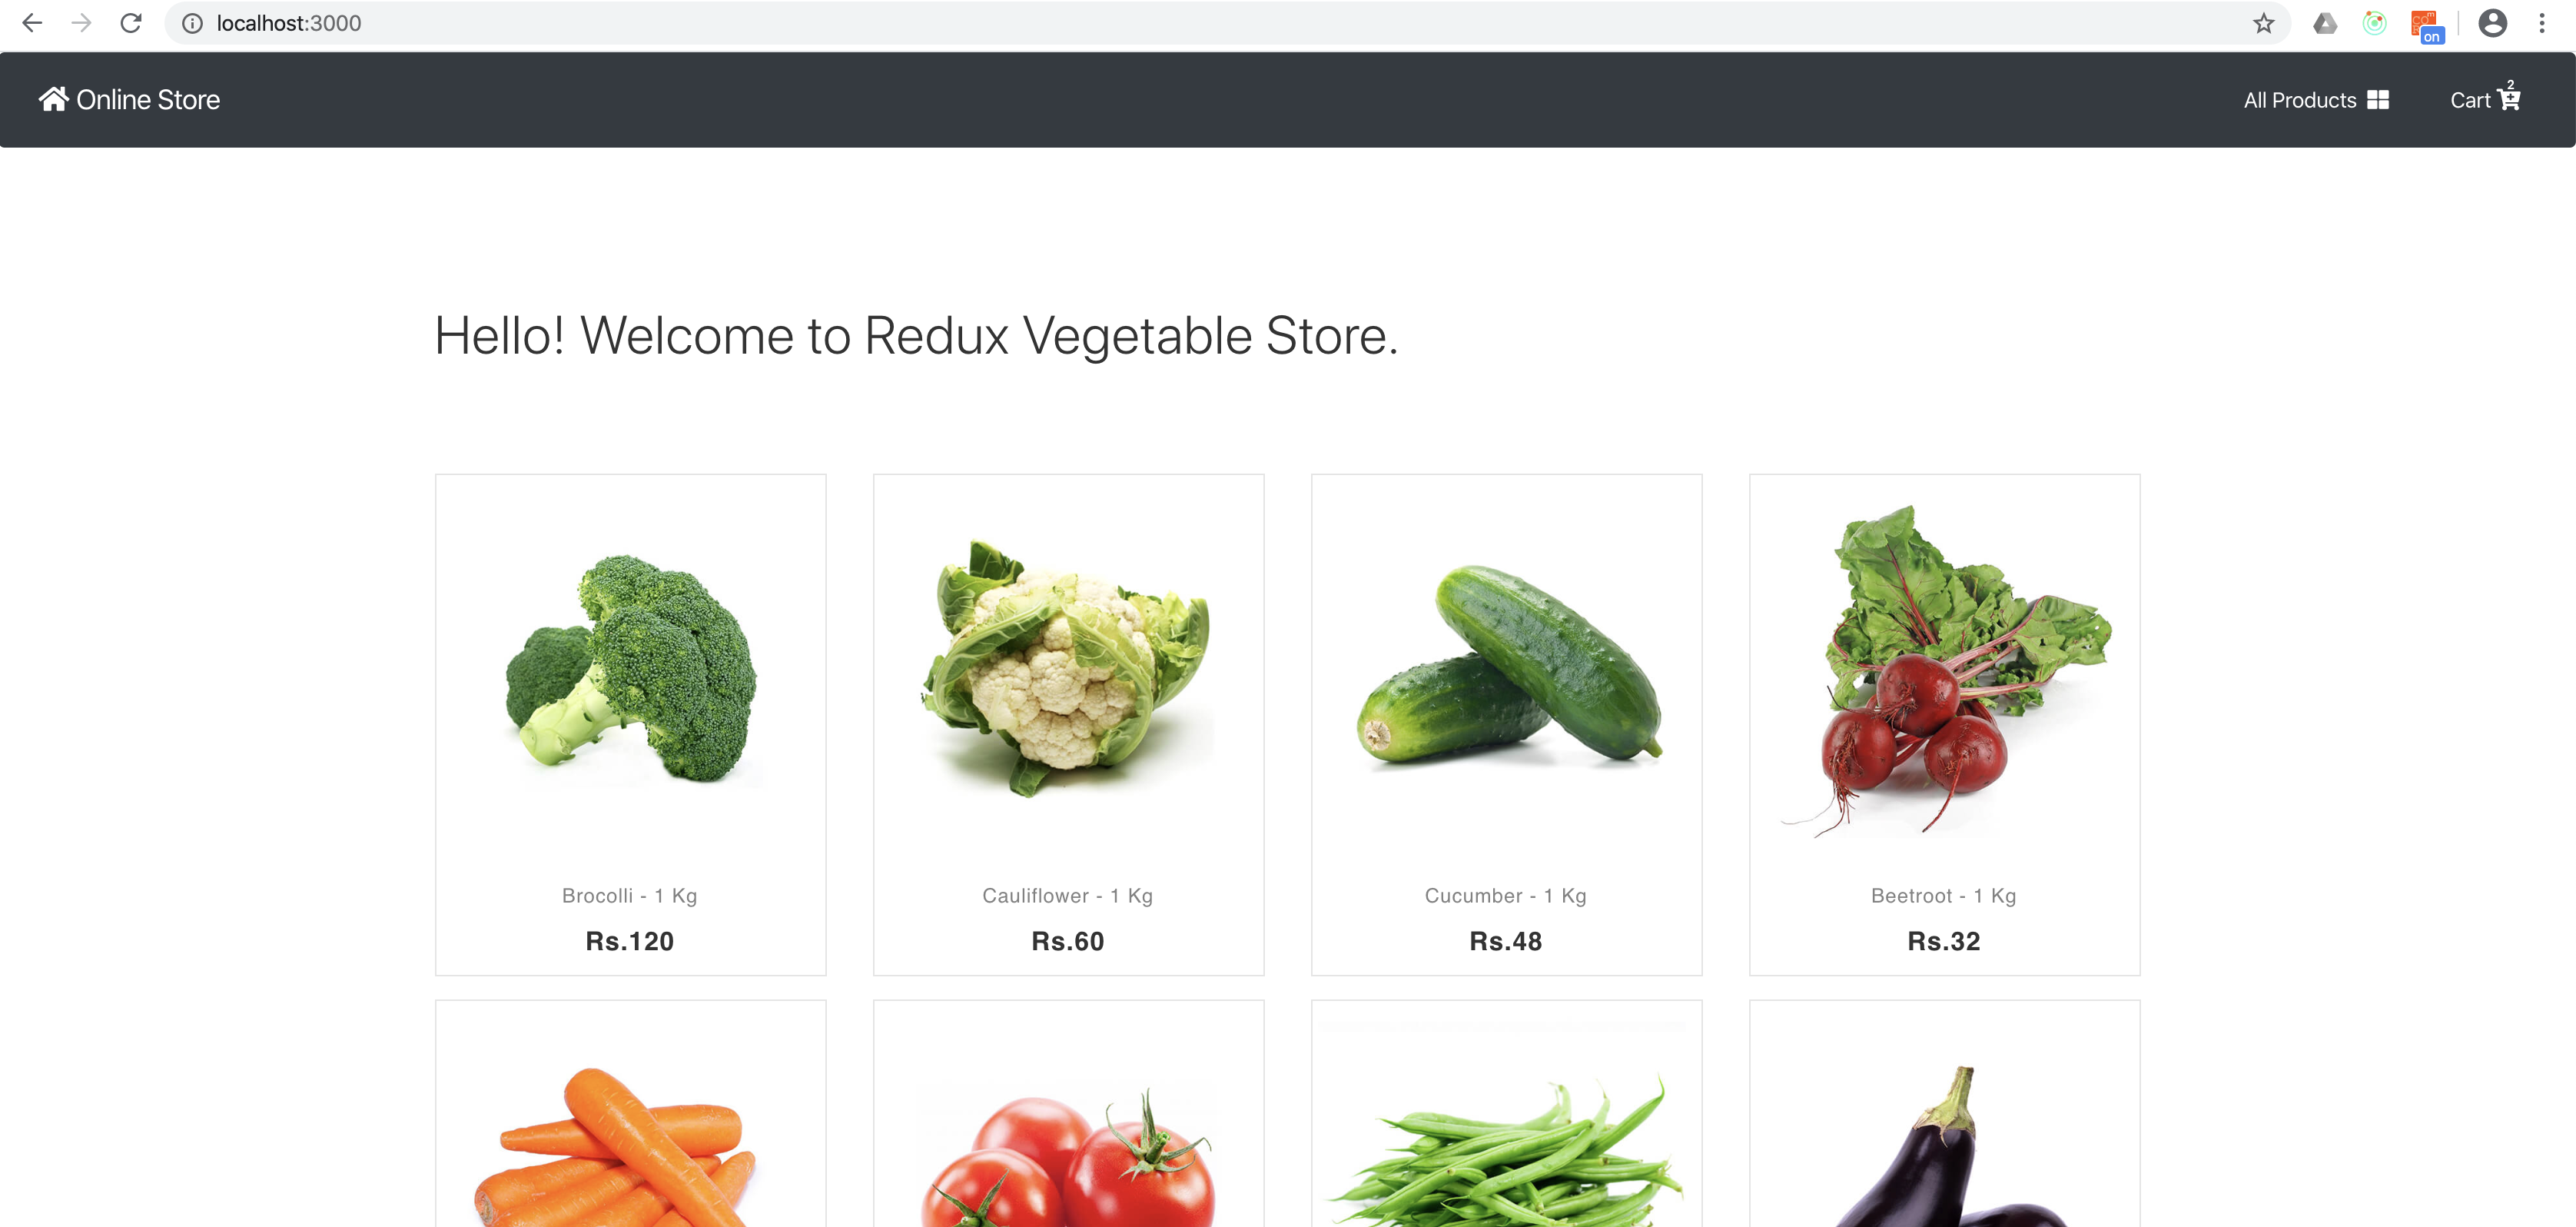 localhost:3000
on
Online Store
All Products
Cart 2
Hello! Welcome to Redux Vegetable Store.
Brocolli - 1 Kg
Rs.120
Cauliflower - 1 Kg
Rs.60
Cucumber - 1 Kg
Rs.48
Beetroot - 1 Kg
Rs.32